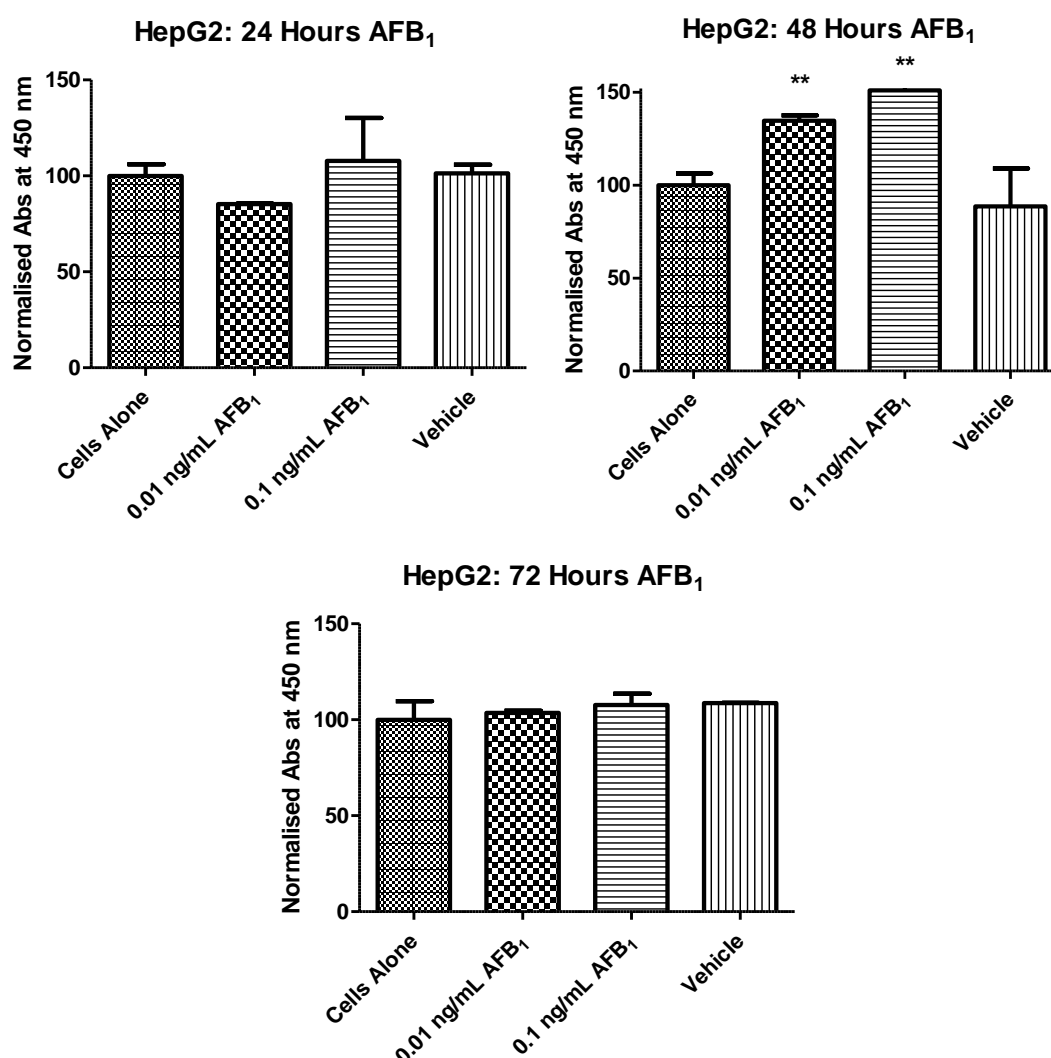 HepG2: 24 Hours AFB₁
Normalised Abs at 450 nm
150
100
50
0
Cells Alone
0.01 ng/mL AFB₁
0.1 ng/mL AFB₁
Vehicle
HepG2: 48 Hours AFB₁
**
**
Normalised Abs at 450 nm
150
100
50
0
Cells Alone
0.01 ng/mL AFB₁
0.1 ng/mL AFB₁
Vehicle
HepG2: 72 Hours AFB₁
Normalised Abs at 450 nm
150
100
50
0
Cells Alone
0.01 ng/mL AFB₁
0.1 ng/mL AFB₁
Vehicle